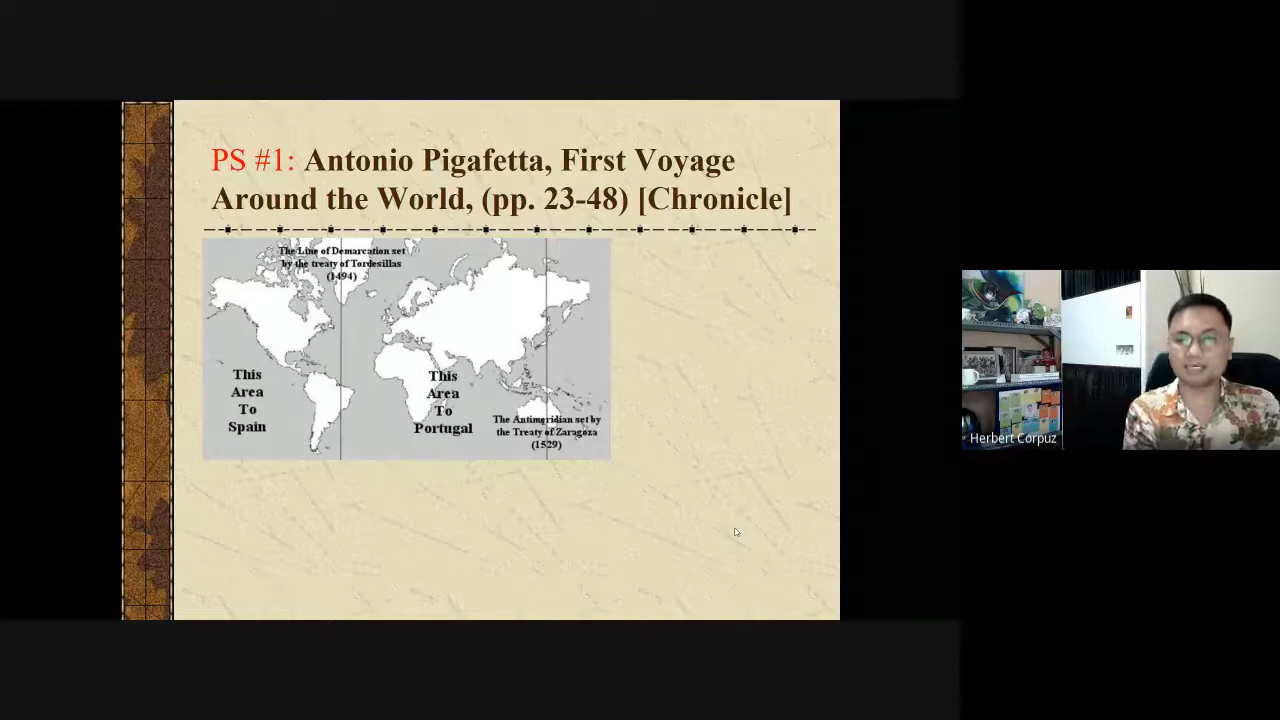 PS #1: Antonio Pigafetta, First Voyage
Around the World, (pp. 23-48) [Chronicle]
The Line of Demarcation set
by the treaty of Tordesillas
(1494)
This
Area
To
Spain
This
Area
To
Portugal
The Antimeridian set by
the Treaty of Zaragoza
(1529)
Herbert Corpuz